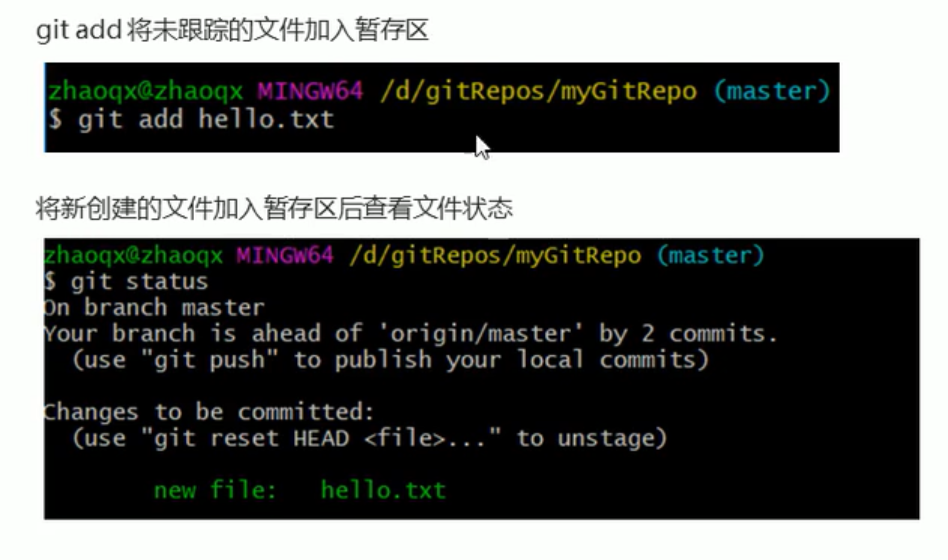 git add 将未跟踪的文件加入暂存区
zhaoqx@zhaoqx MINGW64 /d/gitRepos/myGitRepo (master)
$ git add hello.txt
将新创建的文件加入暂存区后查看文件状态
zhaoqx@zhaoqx MINGW64 /d/gitRepos/myGitRepo (master)
$ git status
On branch master
Your branch is ahead of 'origin/master' by 2 commits.
  (use "git push" to publish your local commits)
Changes to be committed:
  (use "git reset HEAD <file>..." to unstage)
        new file:   hello.txt